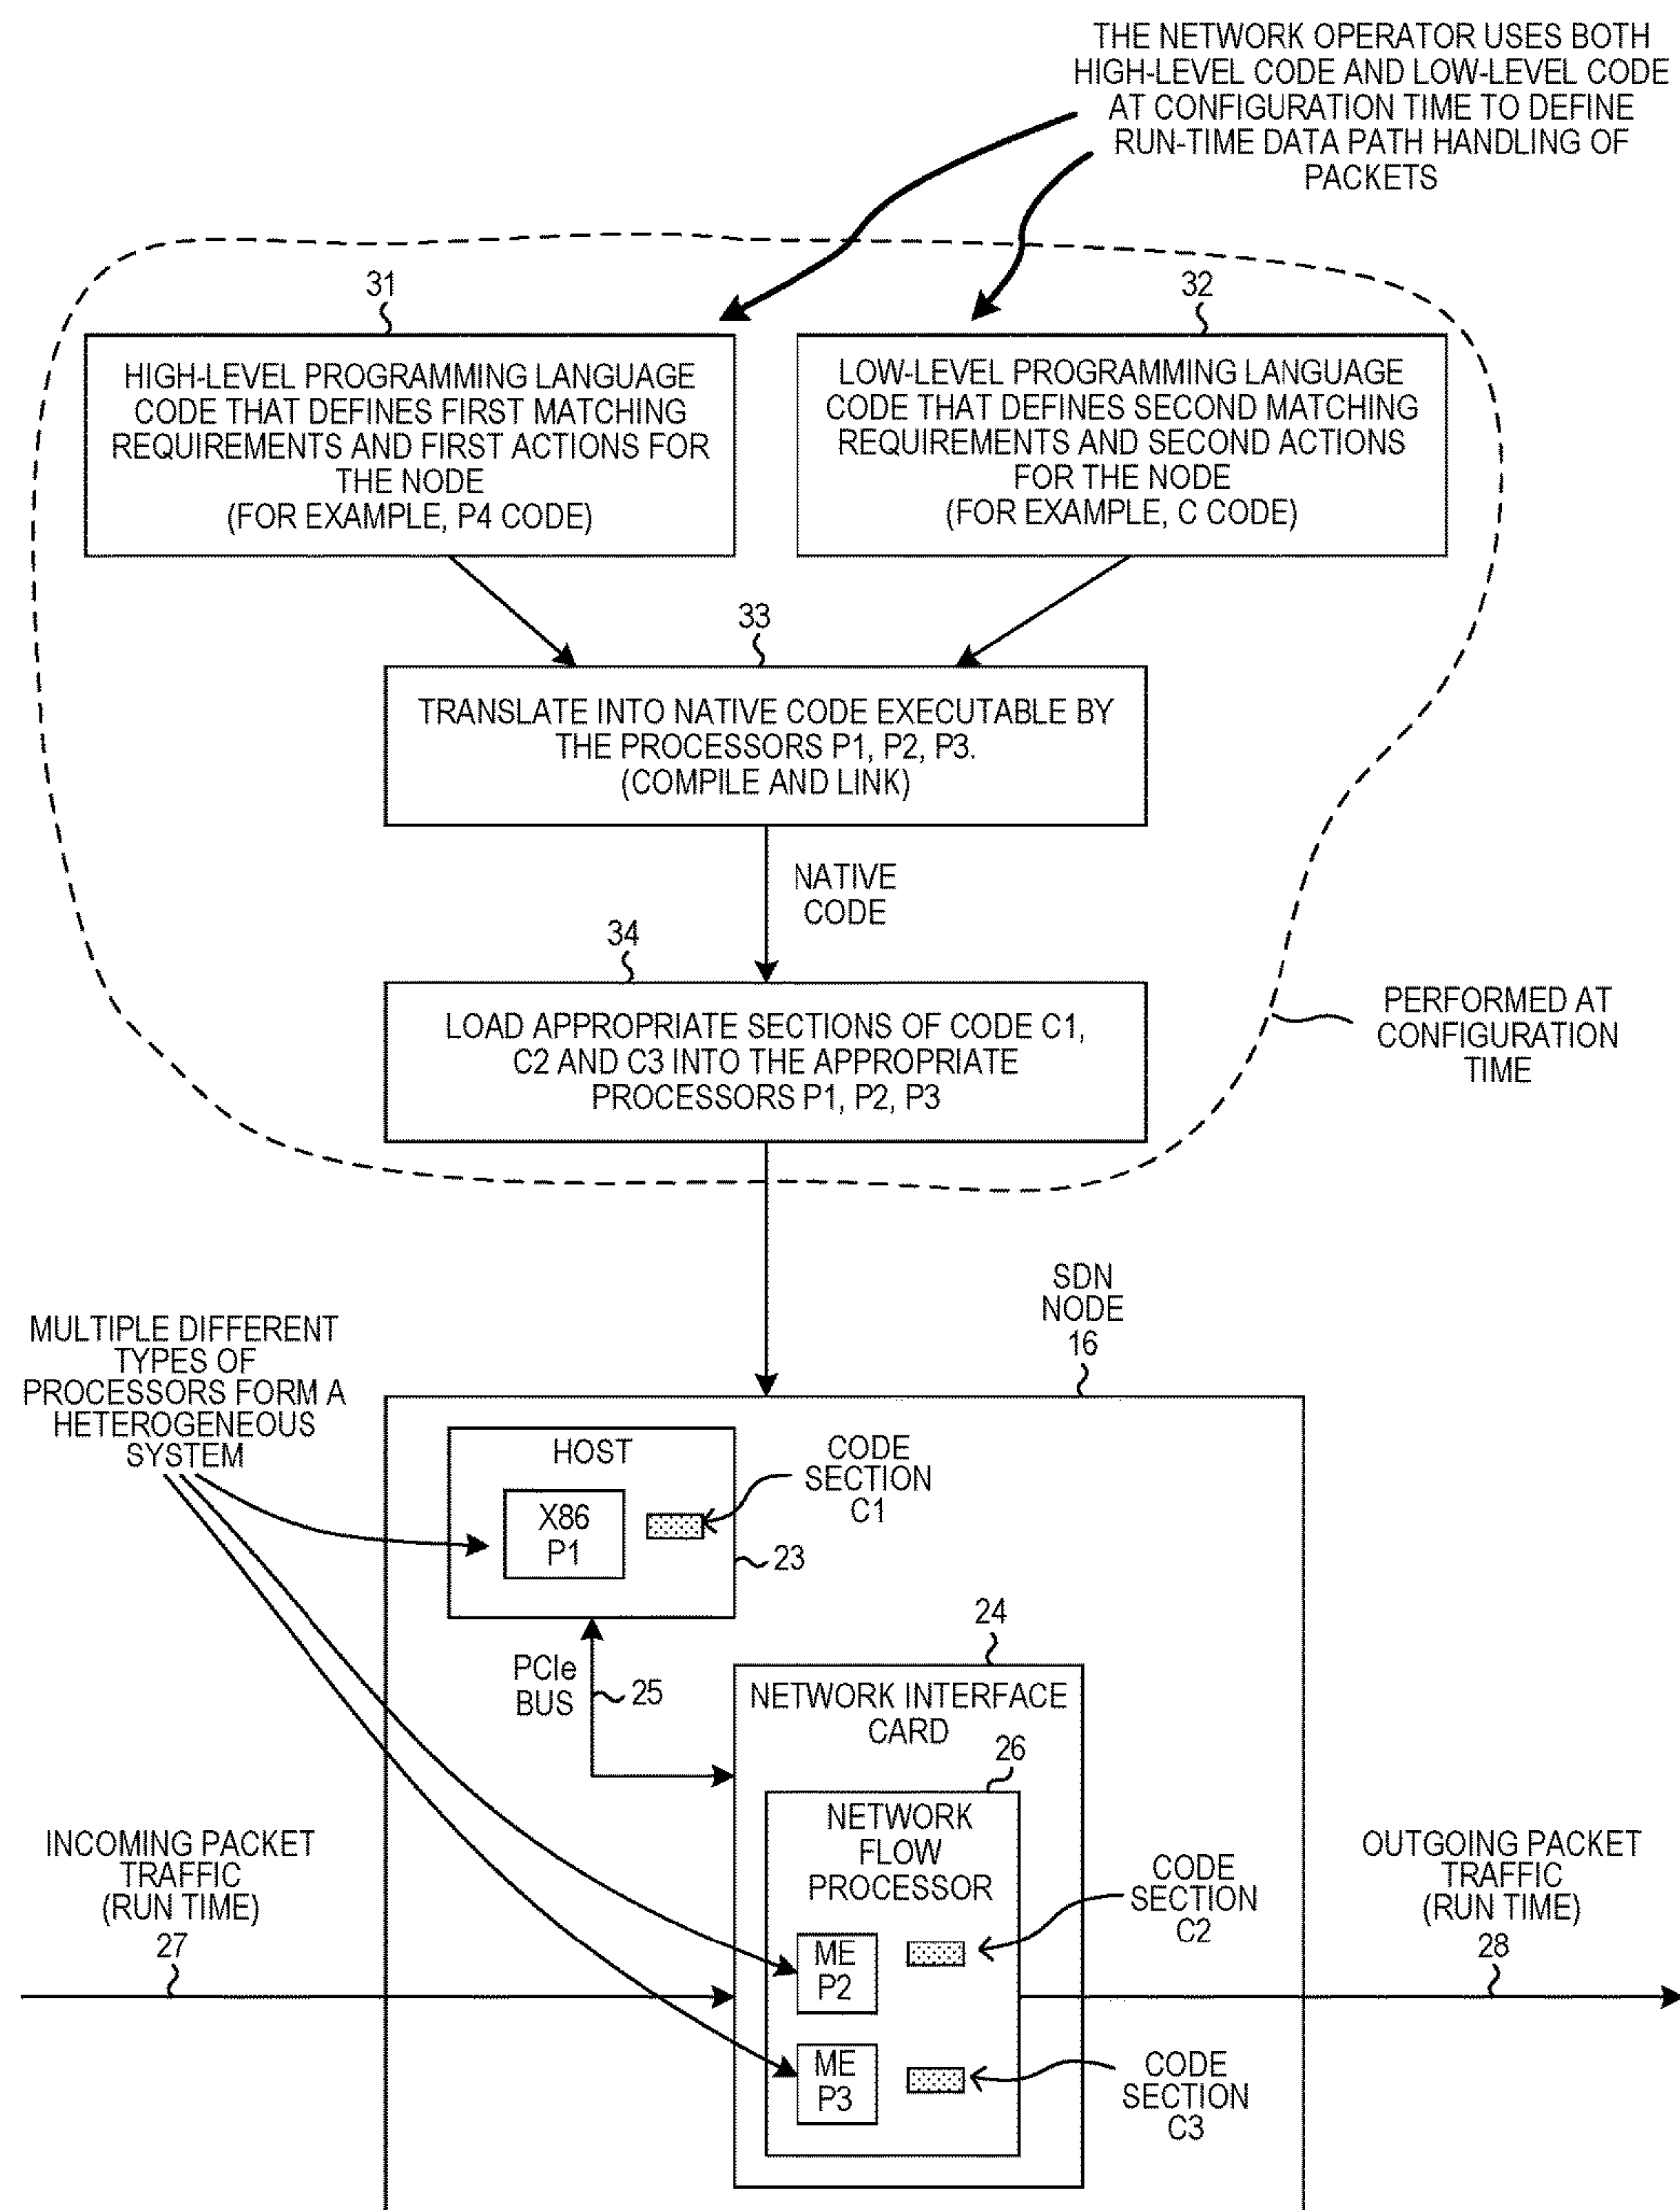 THE NETWORK OPERATOR USES BOTH
HIGH-LEVEL CODE AND LOW-LEVEL CODE
AT CONFIGURATION TIME TO DEFINE
RUN-TIME DATA PATH HANDLING OF
PACKETS
31
32
HIGH-LEVEL PROGRAMMING LANGUAGE
CODE THAT DEFINES FIRST MATCHING
REQUIREMENTS AND FIRST ACTIONS FOR
THE NODE
(FOR EXAMPLE, P4 CODE)
LOW-LEVEL PROGRAMMING LANGUAGE
CODE THAT DEFINES SECOND MATCHING
REQUIREMENTS AND SECOND ACTIONS
FOR THE NODE
(FOR EXAMPLE, C CODE)
33
TRANSLATE INTO NATIVE CODE EXECUTABLE BY
THE PROCESSORS P1, P2, P3.
(COMPILE AND LINK)
NATIVE
CODE
34
LOAD APPROPRIATE SECTIONS OF CODE C1,
C2 AND C3 INTO THE APPROPRIATE
PROCESSORS P1, P2, P3
PERFORMED AT
CONFIGURATION
TIME
SDN
NODE
16
MULTIPLE DIFFERENT
TYPES OF
PROCESSORS FORM A
HETEROGENEOUS
SYSTEM
HOST
X86
P1
CODE
SECTION
C1
23
24
PCIe
BUS
25
NETWORK INTERFACE
CARD
26
NETWORK
FLOW
PROCESSOR
INCOMING PACKET
TRAFFIC
(RUN TIME)
27
ME
P2
CODE
SECTION
C2
OUTGOING PACKET
TRAFFIC
(RUN TIME)
28
ME
P3
CODE
SECTION
C3